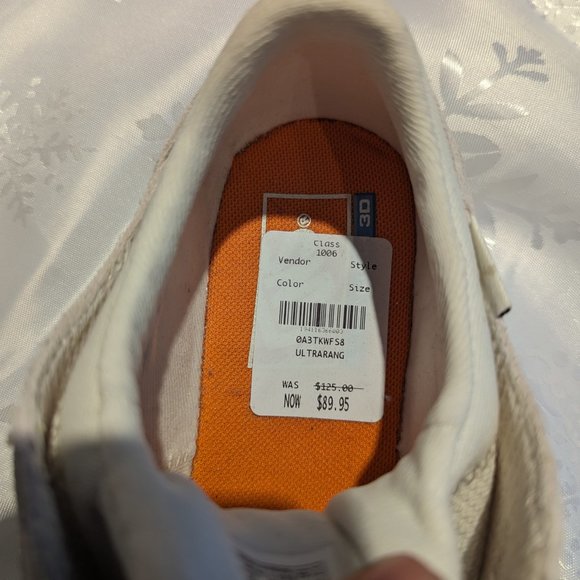 3D
Class
1006
Vendor Style
Color Size
0A3TKWFS8
ULTRARANG
WAS $125.00
NOW $89.95